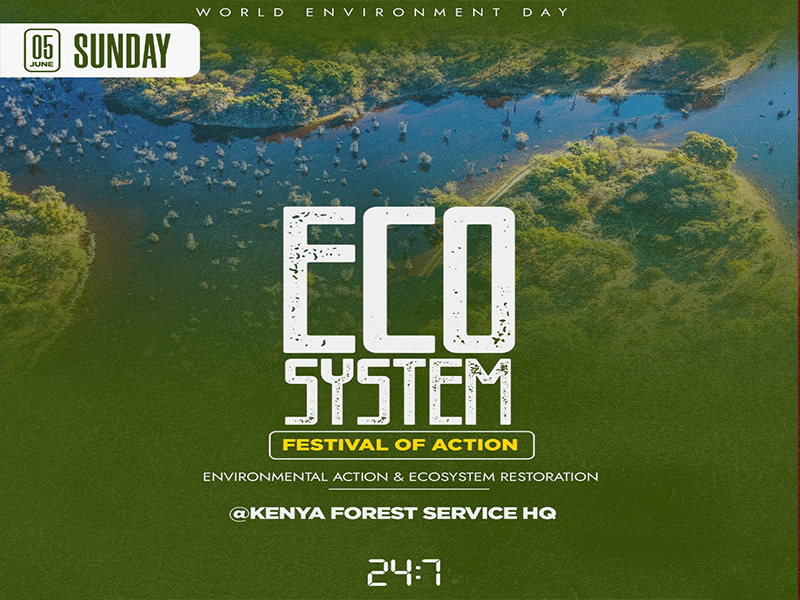 WORLD ENVIRONMENT DAY
05
JUNE
SUNDAY
ECO
SYSTEM
FESTIVAL OF ACTION
ENVIRONMENTAL ACTION & ECOSYSTEM RESTORATION
@KENYA FOREST SERVICE HQ
24:7